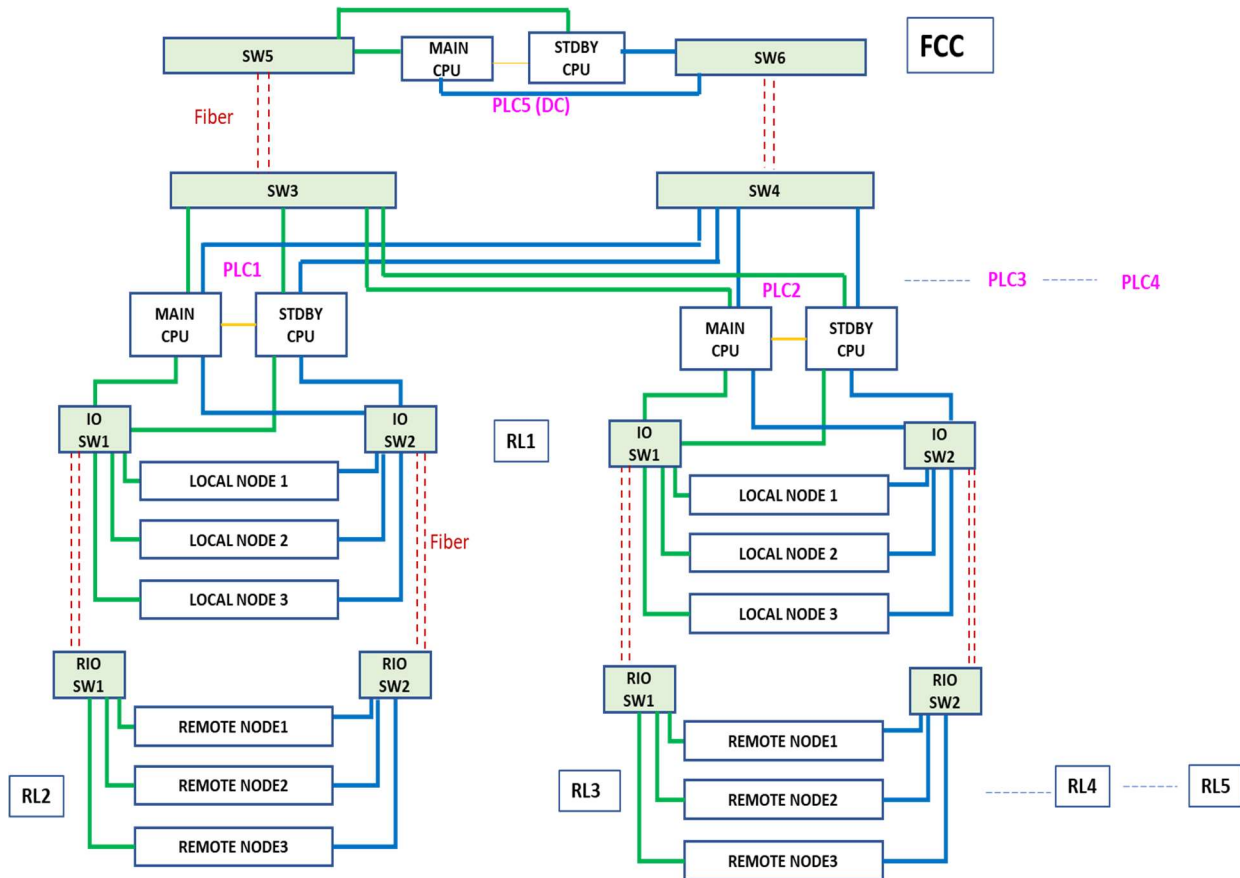 FCC
SW5
MAIN
CPU
STDBY
CPU
SW6
PLC5 (DC)
Fiber
SW3
SW4
PLC1
PLC2
PLC3
PLC4
MAIN
CPU
STDBY
CPU
MAIN
CPU
STDBY
CPU
IO
SW1
IO
SW2
RL1
IO
SW1
IO
SW2
LOCAL NODE 1
LOCAL NODE 2
LOCAL NODE 3
Fiber
LOCAL NODE 1
LOCAL NODE 2
LOCAL NODE 3
RIO
SW1
RIO
SW2
RIO
SW1
RIO
SW2
REMOTE NODE1
REMOTE NODE2
REMOTE NODE3
REMOTE NODE1
REMOTE NODE2
REMOTE NODE3
RL2
RL3
RL4
RL5